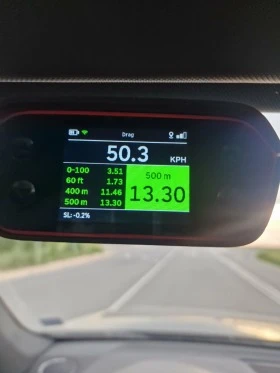 Drag
50.3 KPH
0-100 3.51
60 ft 1.73
400 m 11.46
500 m 13.30
500 m
13.30
SL: -0.2%